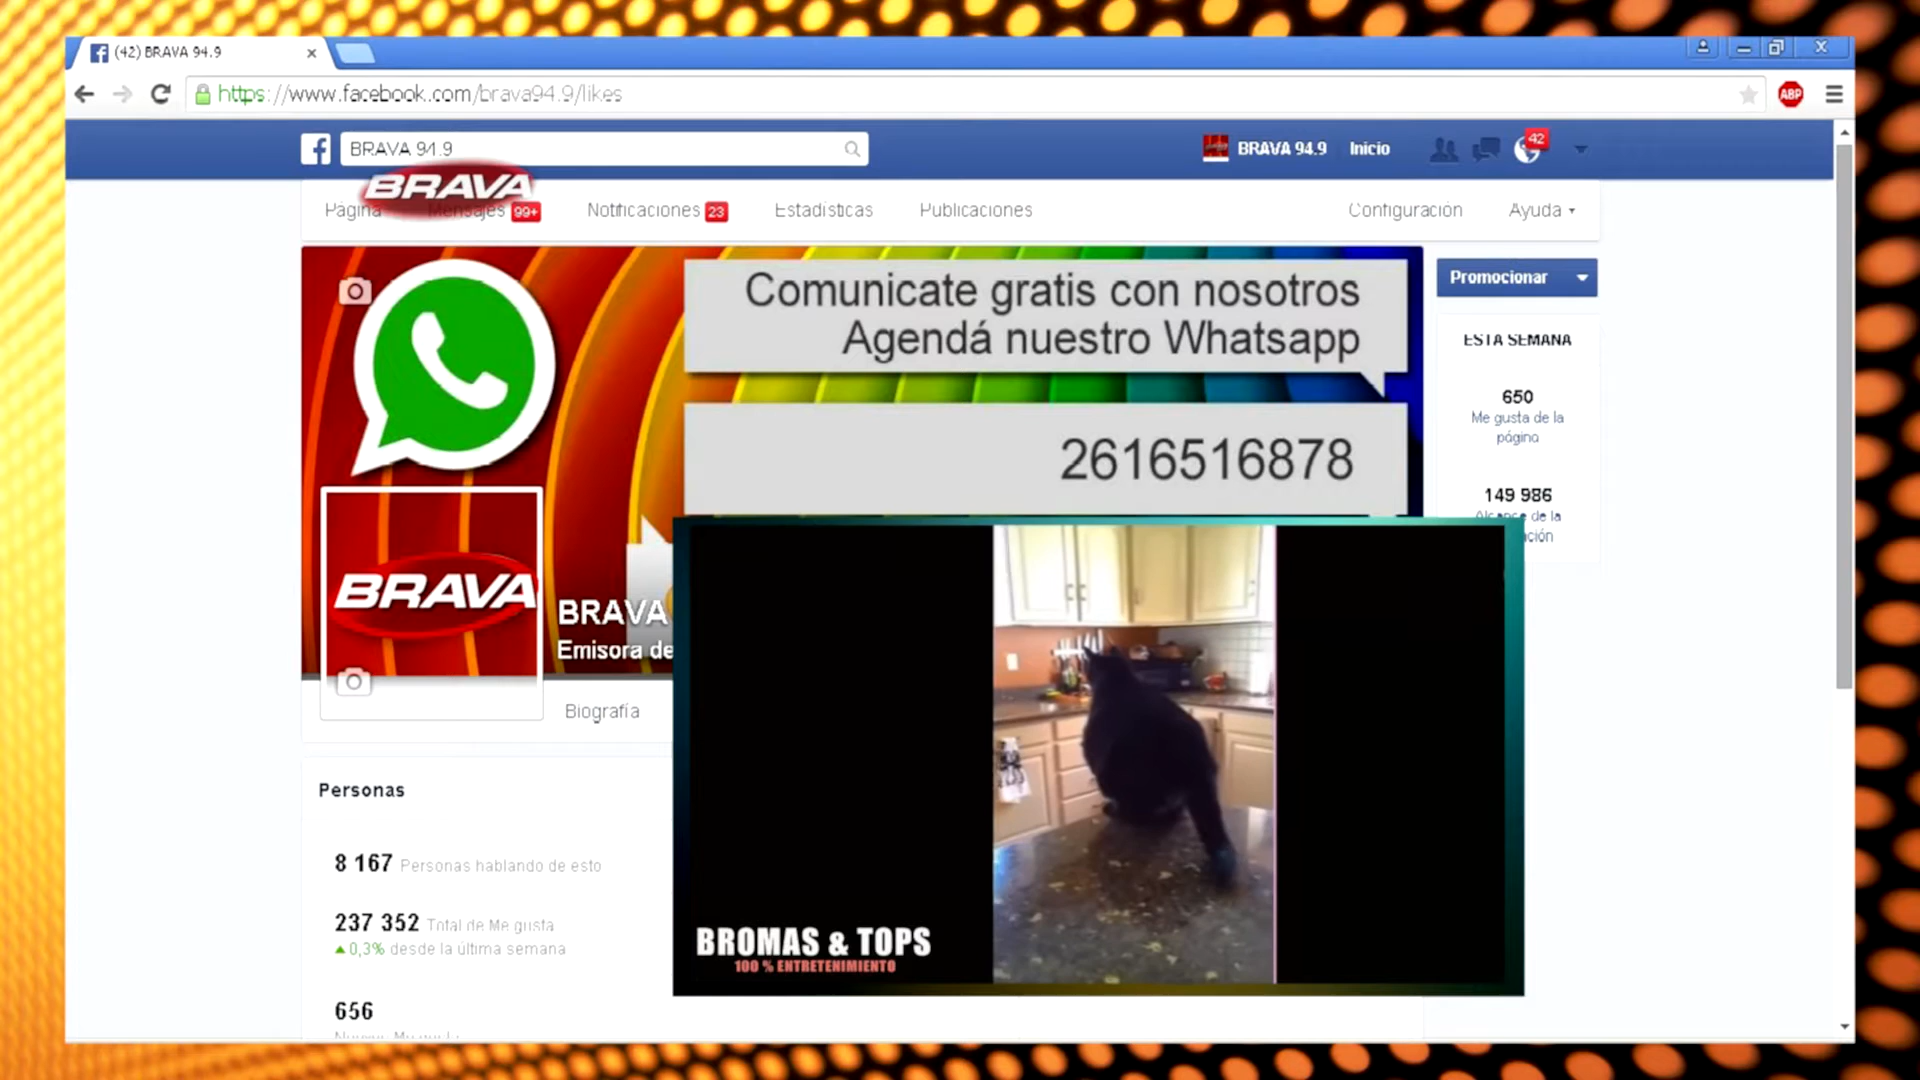 (42) BRAVA 94.9
https://www.facebook.com/brava94.9/likes
ABP
BRAVA 94.9
BRAVA 94.9
Inicio
42
BRAVA
Página
Mensajes 99+
Notificaciones 23
Estadísticas
Publicaciones
Configuración
Ayuda
Comunicate gratis con nosotros
Agendá nuestro Whatsapp
2616516878
Promocionar
ESTA SEMANA
650
Me gusta de la
página
149 986
Alcance de la
BRAVA
BRAVA
Emisora de
Biografía
Personas
8 167 Personas hablando de esto
237 352 Total de Me gusta
0,3% desde la última semana
656
BROMAS & TOPS
100 % ENTRETENIMIENTO